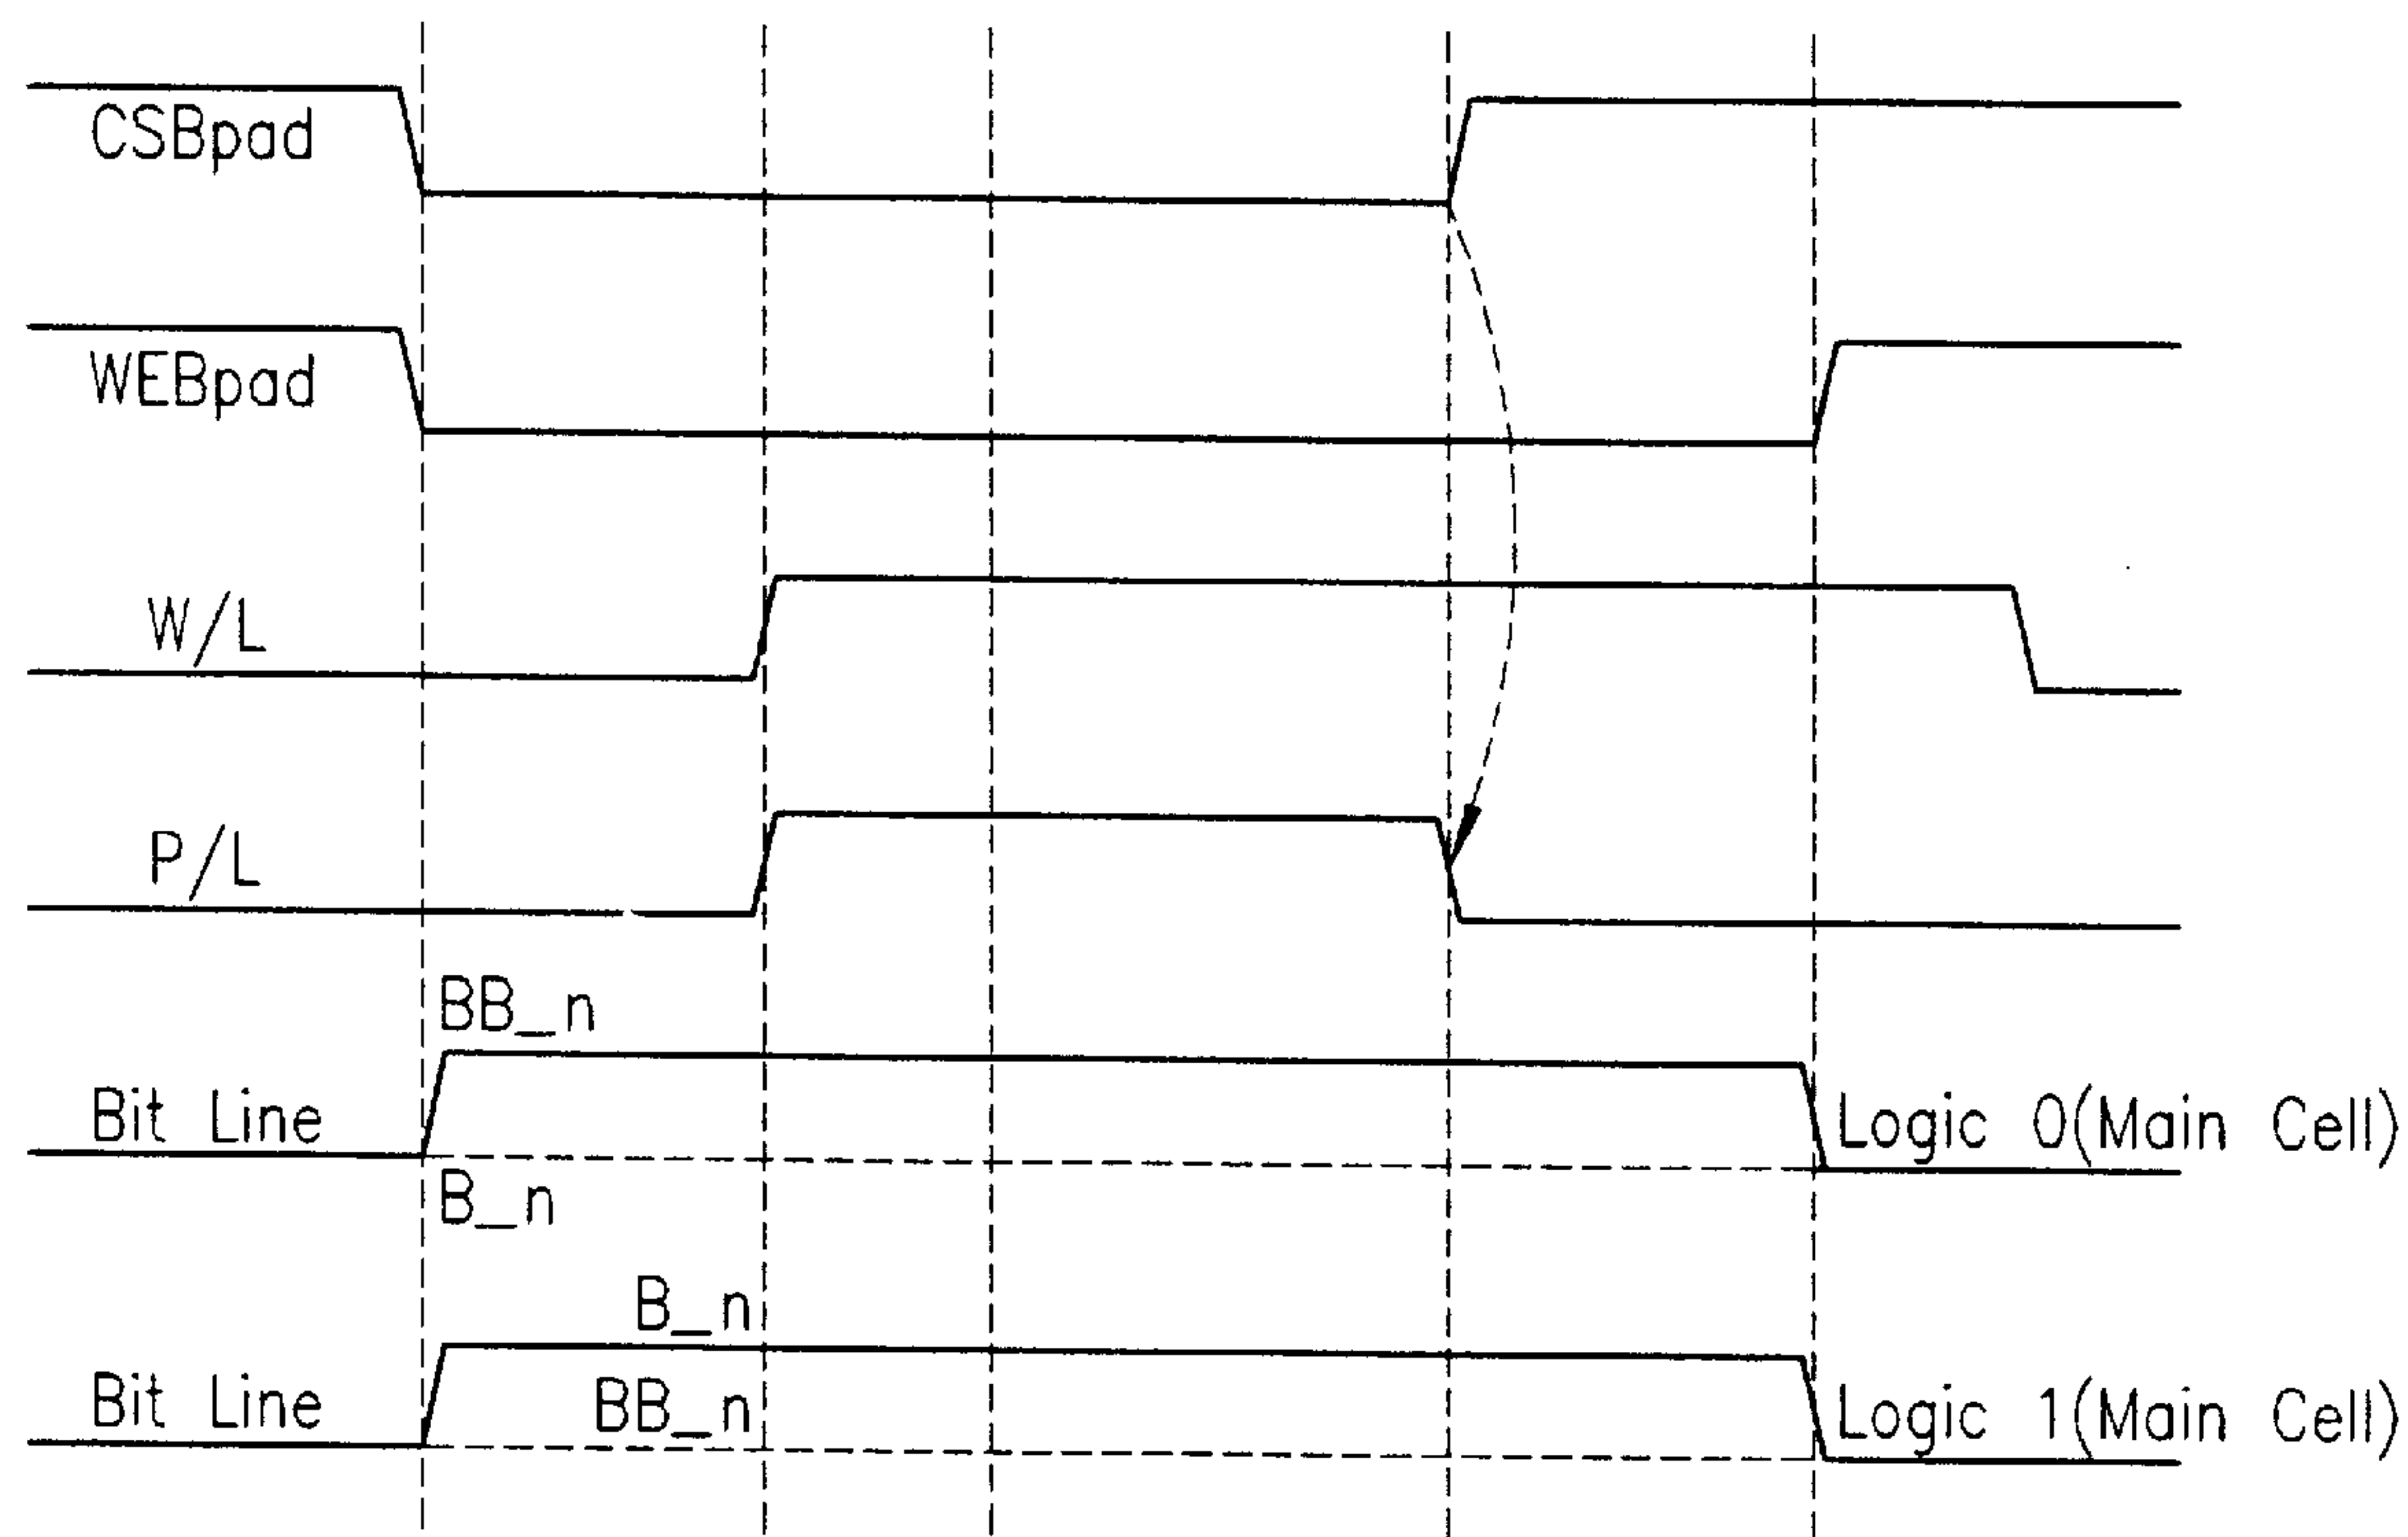 CSBpad
WEBpad
W/L
P/L
BB_n
Bit Line
Logic 0(Main Cell)
B_n
B_n
Bit Line
BB_n
Logic 1(Main Cell)